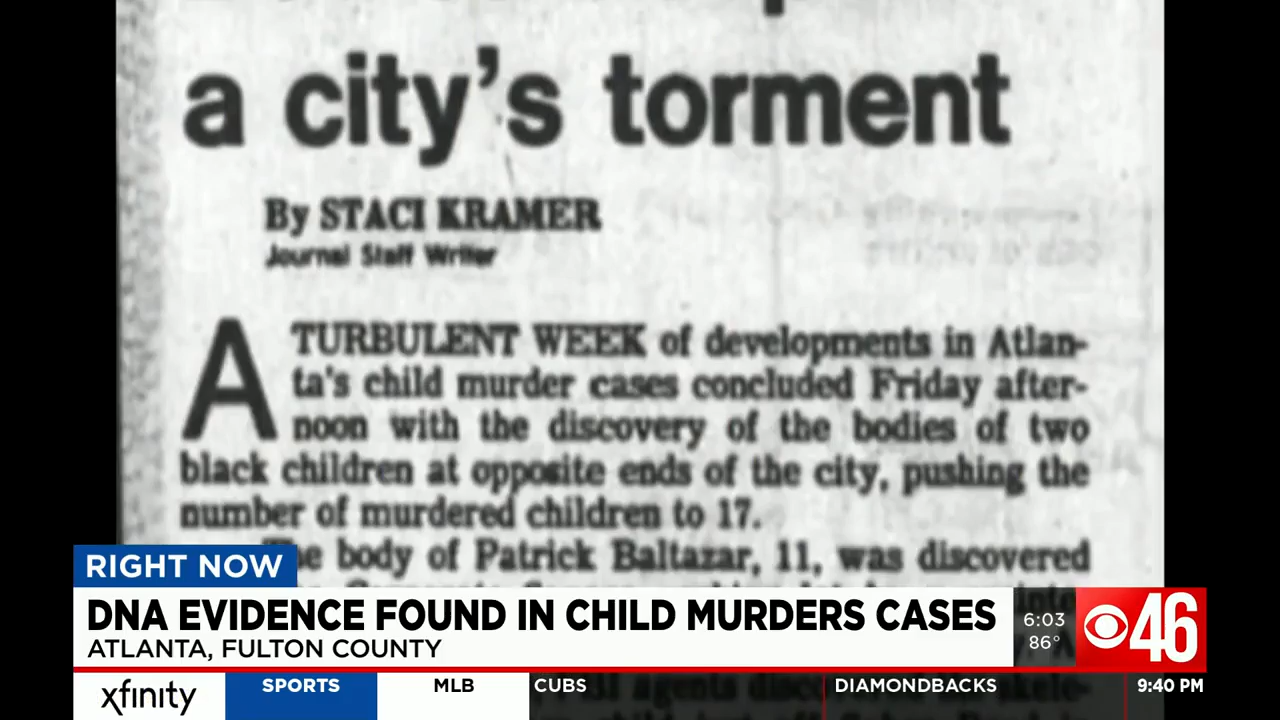 a city's torment
By STACI KRAMER
Journal Staff Writer
A TURBULENT WEEK of developments in Atlan-
ta's child murder cases concluded Friday after-
noon with the discovery of the bodies of two
black children at opposite ends of the city, pushing the
number of murdered children to 17.
body of Patrick Baltazar, 11, was discovered
RIGHT NOW
DNA EVIDENCE FOUND IN CHILD MURDERS CASES
ATLANTA, FULTON COUNTY
6:03
86°
46
xfinity
SPORTS
MLB
CUBS
DIAMONDBACKS
9:40 PM
agents